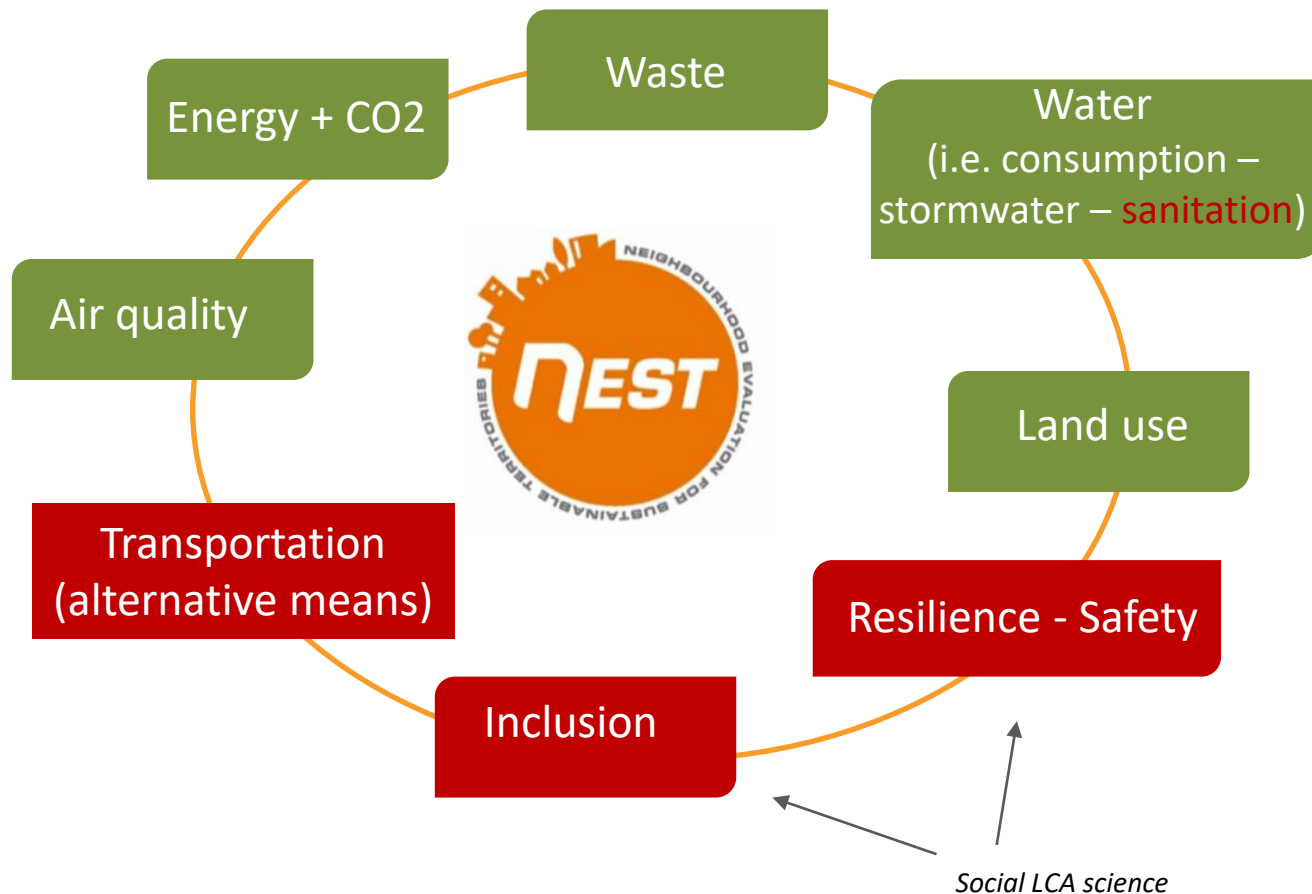 Waste
Energy + CO2
Water
(i.e. consumption –
stormwater – sanitation)
Air quality
NEIGHBOURHOOD EVALUATION FOR SUSTAINABLE TERRITORIES
nEST
Land use
Transportation
(alternative means)
Resilience - Safety
Inclusion
Social LCA science